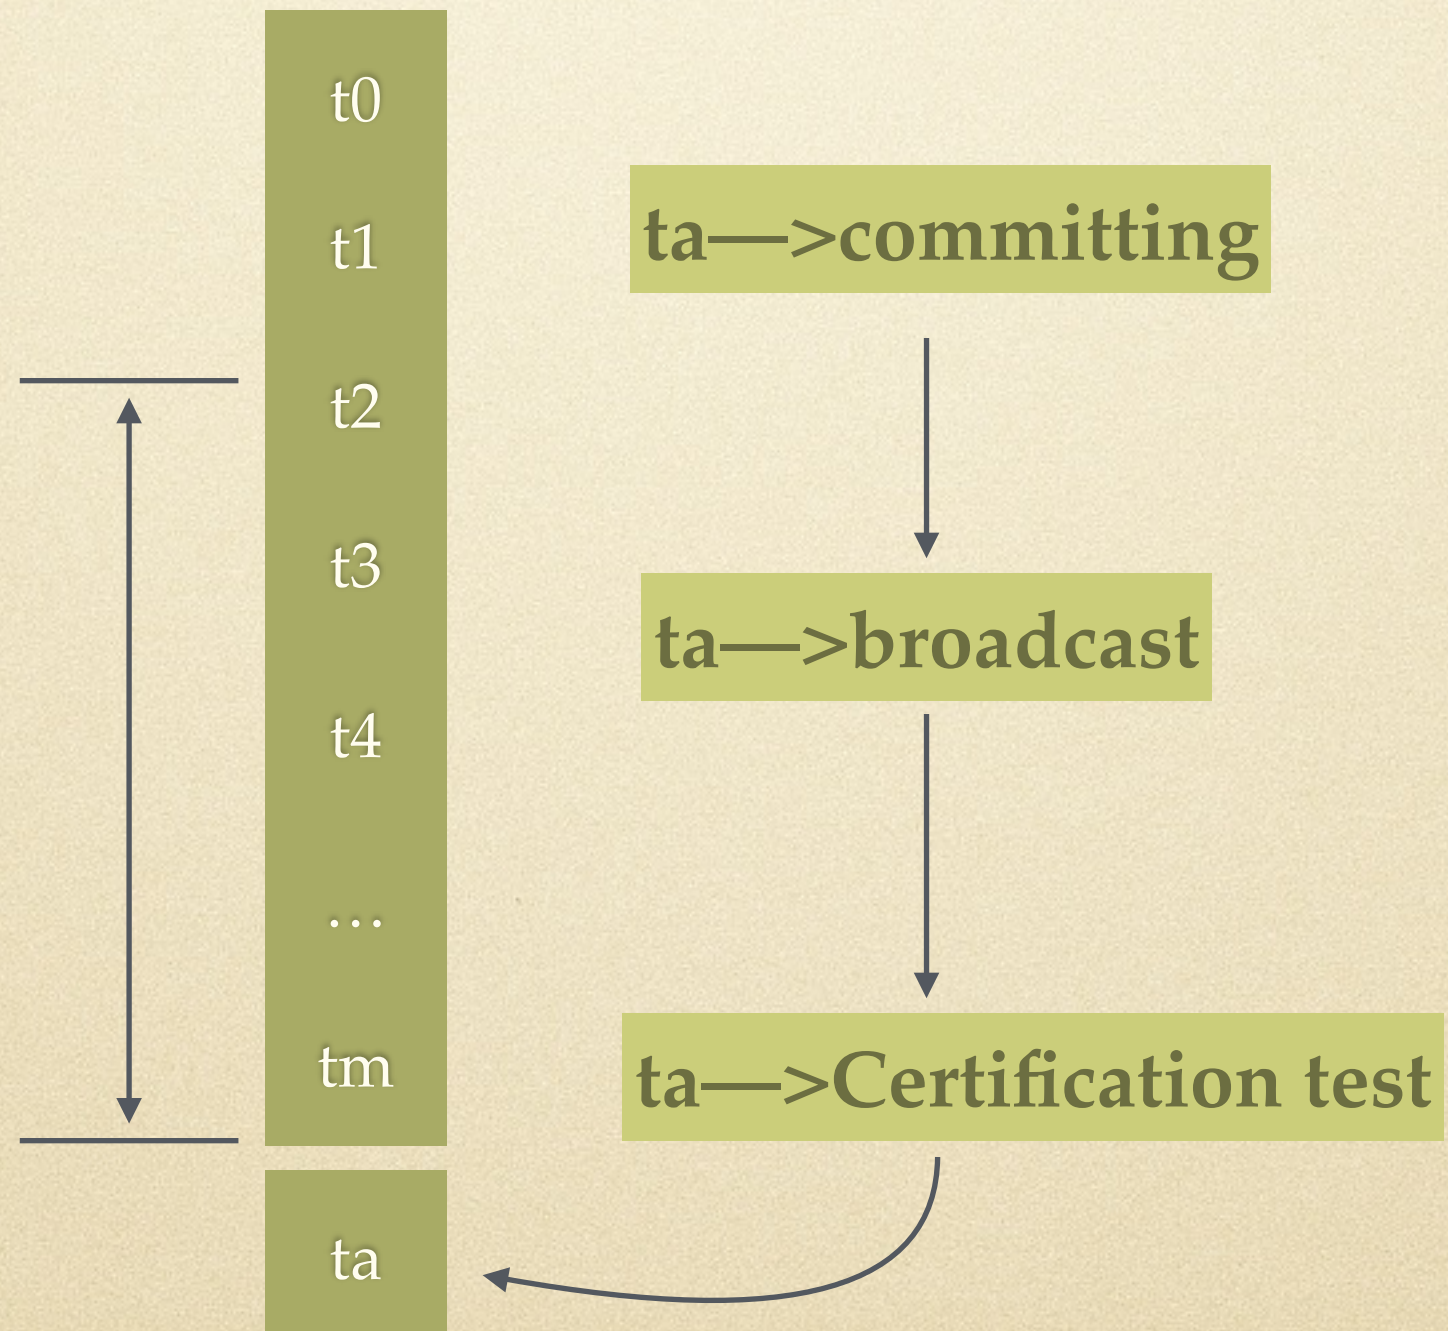 t0
t1
t2
t3
t4
…
tm
ta
ta—>committing
ta—>broadcast
ta—>Certification test